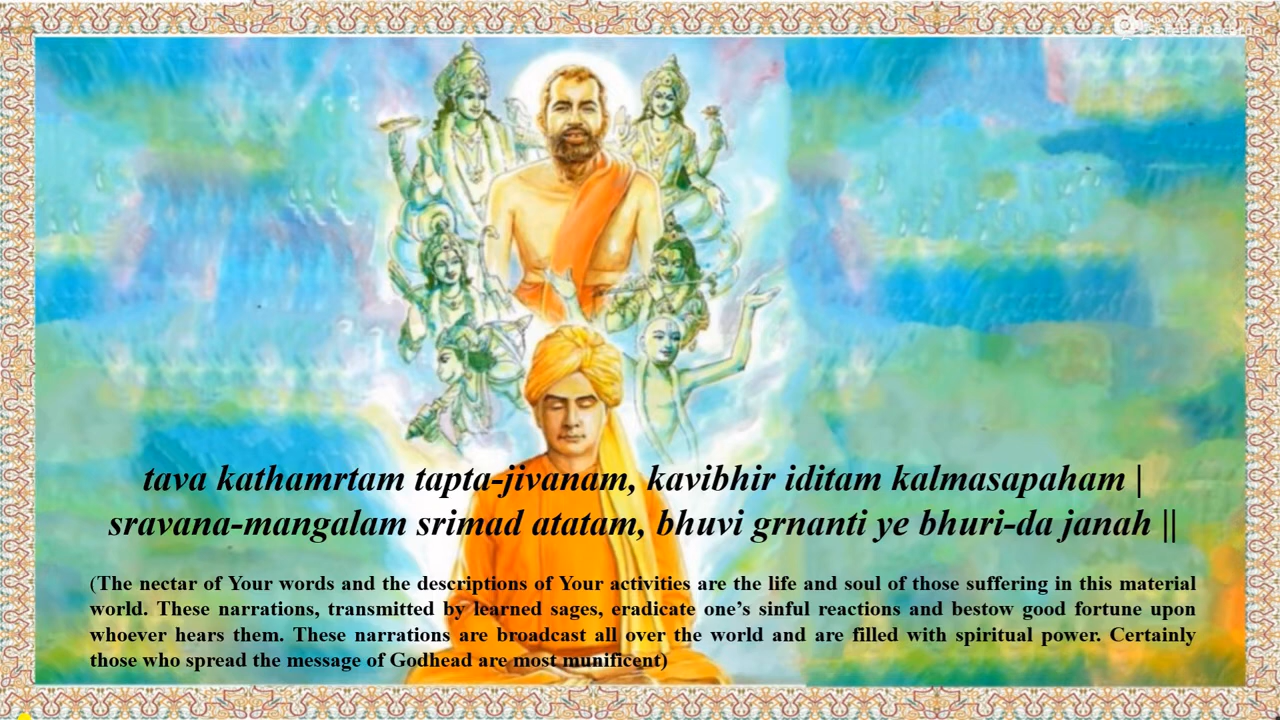 Screen Recorder
tava kathamrtam tapta-jivanam, kavibhir iditam kalmasapaham |
sravana-mangalam srimad atatam, bhuvi grnanti ye bhuri-da janah ||
(The nectar of Your words and the descriptions of Your activities are the life and soul of those suffering in this material
world. These narrations, transmitted by learned sages, eradicate one’s sinful reactions and bestow good fortune upon
whoever hears them. These narrations are broadcast all over the world and are filled with spiritual power. Certainly
those who spread the message of Godhead are most munificent)